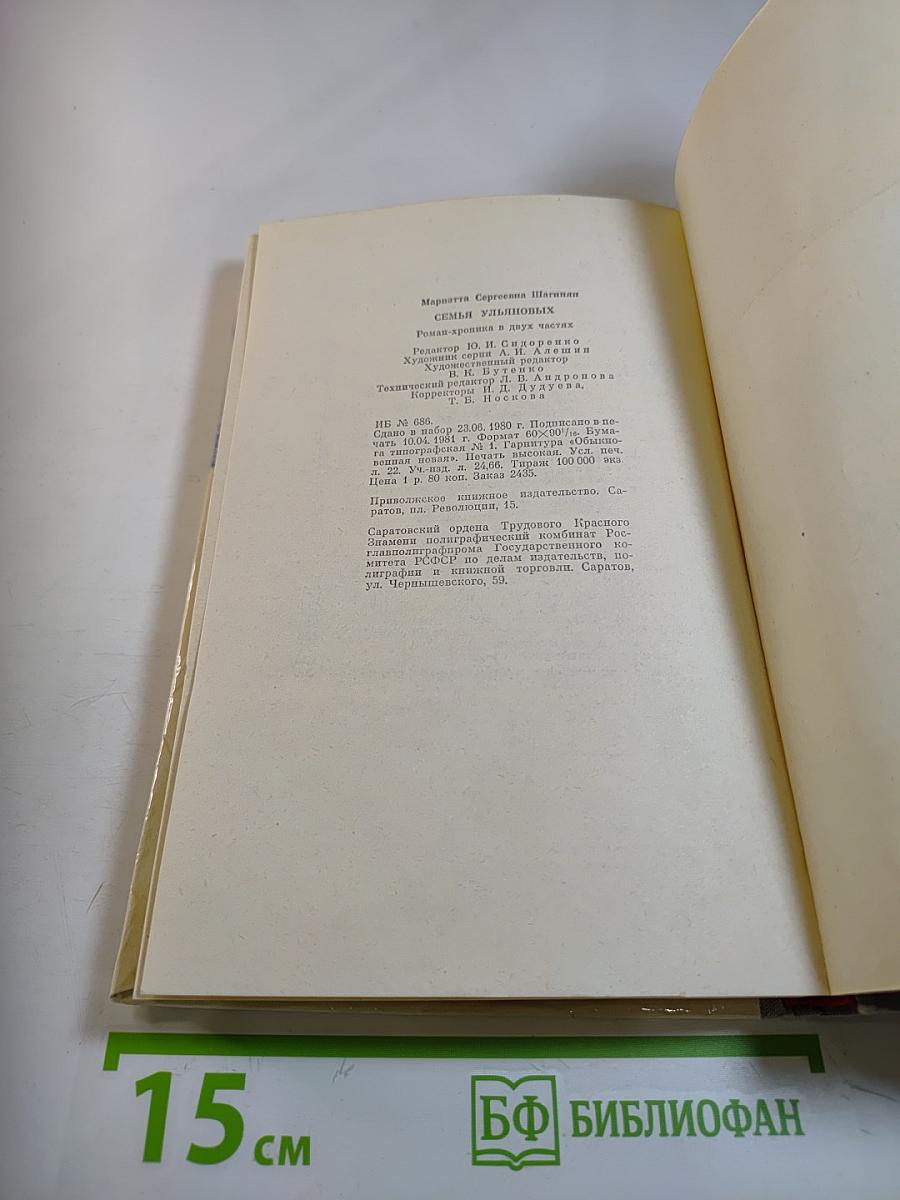 Мариэтта Сергеевна Шагинян
СЕМЬЯ УЛЬЯНОВЫХ
Роман-хроника в двух частях
Редактор Ю. И. Сидоренко
Художник серии А. И. Алешин
Художественный редактор
В. К. Бутенко
Технический редактор Л. В. Андронова
Корректоры И. Д. Дудуева,
Т. Б. Носкова
ИБ № 686.
Сдано в набор 23.06. 1980 г. Подписано в пе-
чать 10.04. 1981 г. Формат 60×90¹/₁₆. Бума-
га типографская № 1. Гарнитура «Обыкно-
венная новая». Печать высокая. Усл. печ.
л. 22. Уч.-изд. л. 24,66. Тираж 100 000 экз.
Цена 1 р. 80 коп. Заказ 2435.
Приволжское книжное издательство. Са-
ратов, пл. Революции, 15.
Саратовский ордена Трудового Красного
Знамени полиграфический комбинат Рос-
главполиграфпрома Государственного ко-
митета РСФСР по делам издательств, по-
лиграфии и книжной торговли. Саратов,
ул. Чернышевского, 59.
15 см
БФ БИБЛИОФАН